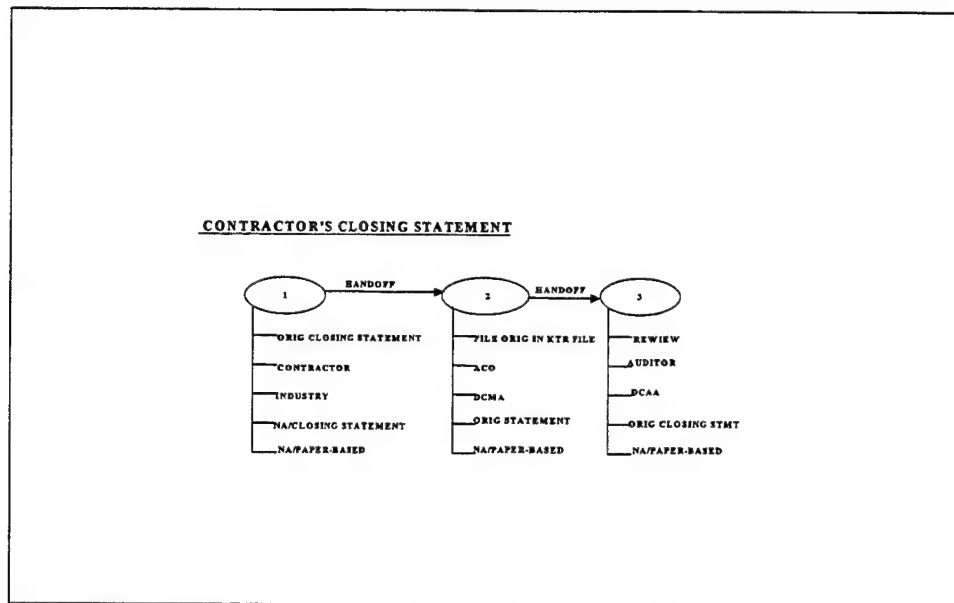 CONTRACTOR'S CLOSING STATEMENT
HANDOFF
HANDOFF
1
2
3
ORIG CLOSING STATEMENT
CONTRACTOR
INDUSTRY
NA/CLOSING STATEMENT
NA/PAPER-BASED
FILE ORIG IN KTR FILE
ACO
DCMA
ORIG STATEMENT
NA/PAPER-BASED
REWIEW
AUDITOR
DCAA
ORIG CLOSING STMT
NA/PAPER-BASED